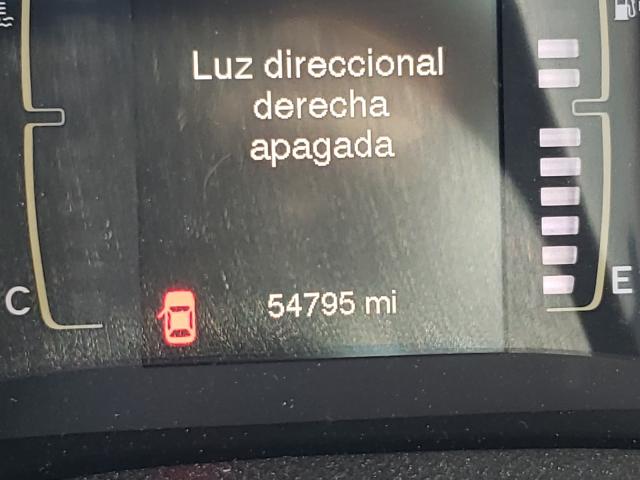 Luz direccional
derecha
apagada
C
E
54795 mi